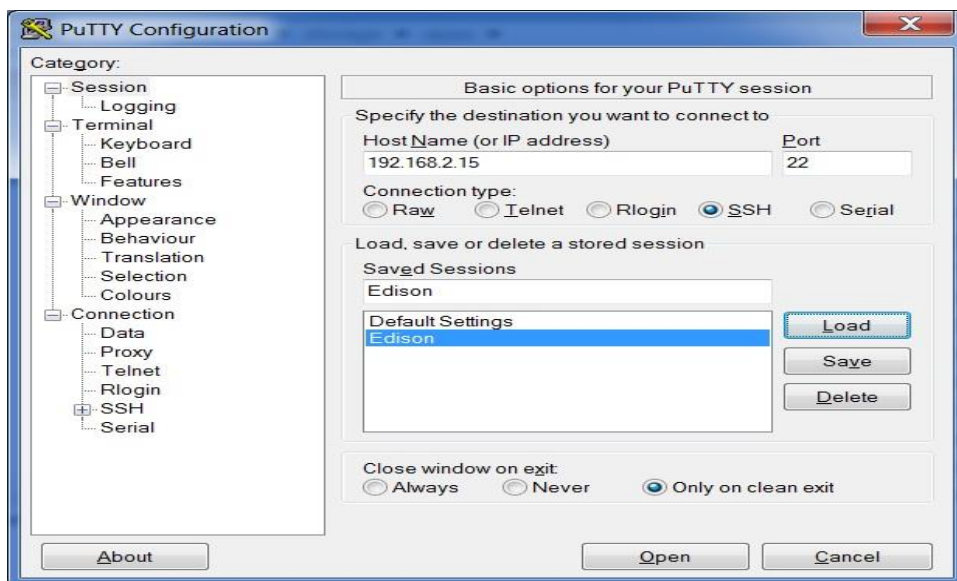 PuTTY Configuration
Category:
Session
Logging
Terminal
Keyboard
Bell
Features
Window
Appearance
Behaviour
Translation
Selection
Colours
Connection
Data
Proxy
Telnet
Rlogin
SSH
Serial
Basic options for your PuTTY session
Specify the destination you want to connect to
Host Name (or IP address) Port
192.168.2.15 22
Connection type:
Raw Telnet Rlogin SSH Serial
Load, save or delete a stored session
Saved Sessions
Edison
Default Settings
Edison
Load
Save
Delete
Close window on exit:
Always Never Only on clean exit
About Open Cancel